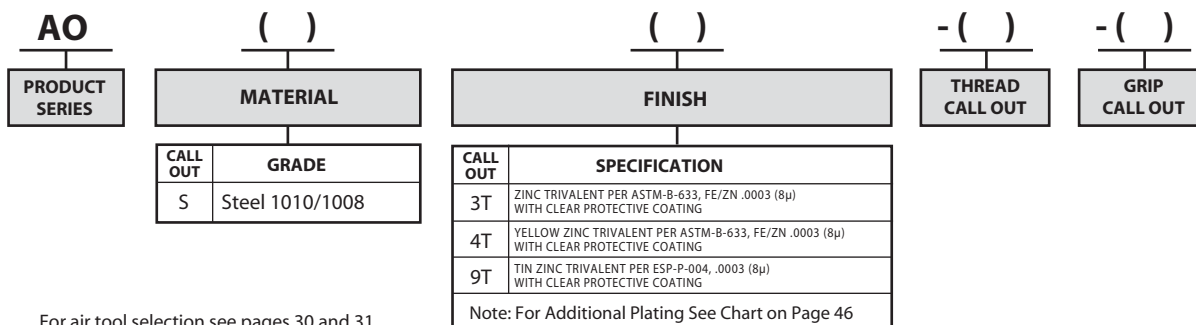 AO ( ) ( ) - ( ) - ( )
PRODUCT
SERIES
MATERIAL
FINISH
THREAD
CALL OUT
GRIP
CALL OUT
CALL
OUT
GRADE
S Steel 1010/1008
CALL
OUT
SPECIFICATION
3T
ZINC TRIVALENT PER ASTM-B-633, FE/ZN .0003 (8μ)
WITH CLEAR PROTECTIVE COATING
4T
YELLOW ZINC TRIVALENT PER ASTM-B-633, FE/ZN .0003 (8μ)
WITH CLEAR PROTECTIVE COATING
9T
TIN ZINC TRIVALENT PER ESP-P-004, .0003 (8μ)
WITH CLEAR PROTECTIVE COATING
Note: For Additional Plating See Chart on Page 46
For air tool selection see pages 30 and 31